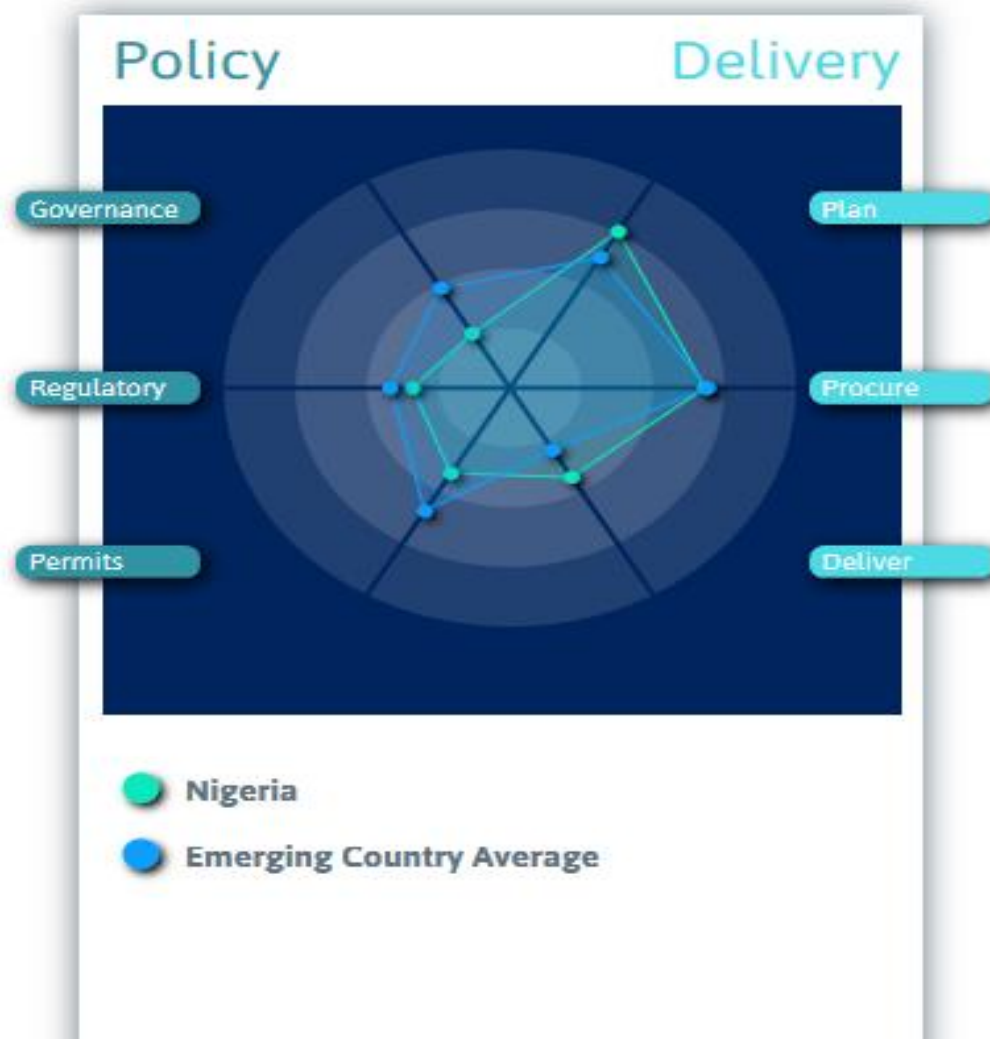 Policy
Delivery
Governance
Plan
Regulatory
Procure
Permits
Deliver
Nigeria
Emerging Country Average